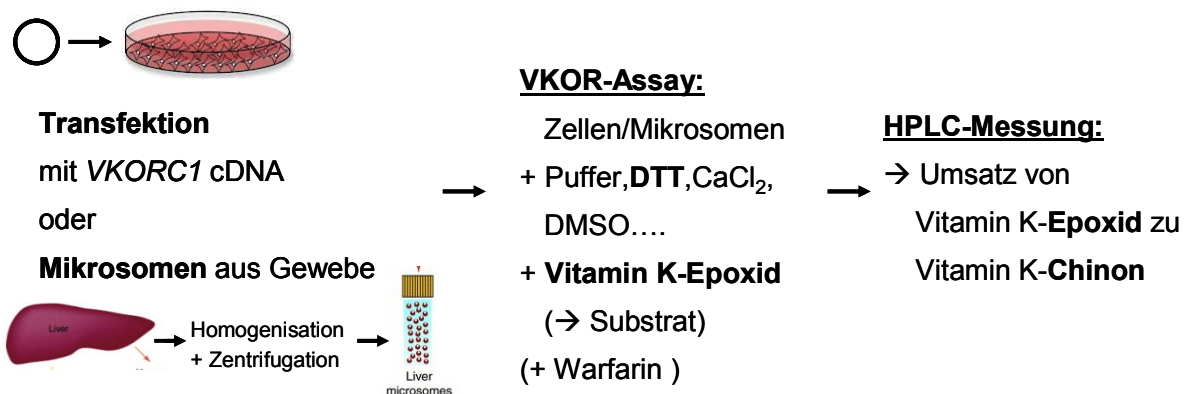 Transfektion
mit VKORC1 cDNA
oder
Mikrosomen aus Gewebe
Liver
Homogenisation
+ Zentrifugation
Liver
microsomes
VKOR-Assay:
Zellen/Mikrosomen
+ Puffer,DTT,CaCl₂,
DMSO….
+ Vitamin K-Epoxid
(→ Substrat)
(+ Warfarin )
HPLC-Messung:
→ Umsatz von
Vitamin K-Epoxid zu
Vitamin K-Chinon